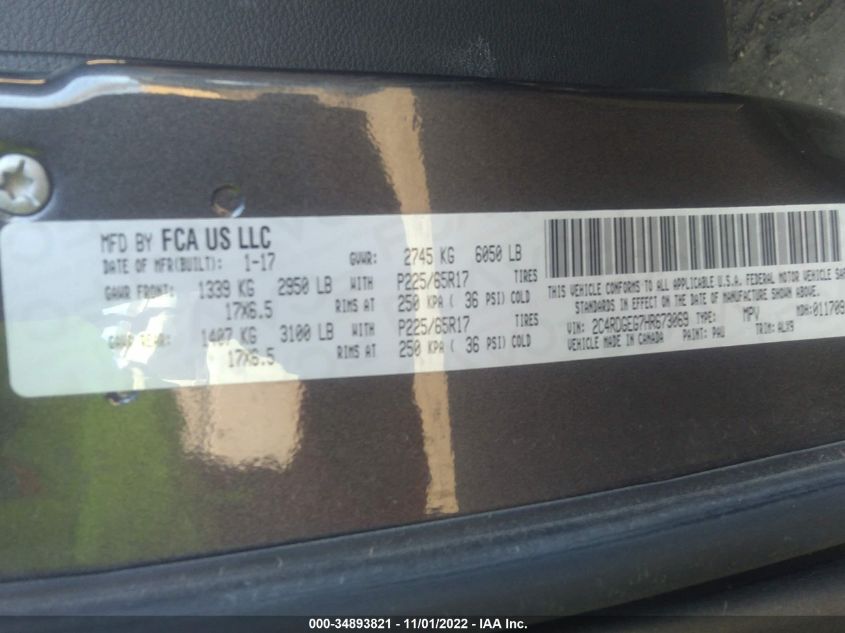 MFD BY FCA US LLC
DATE OF MFR(BUILT): 1-17 GVWR: 2745 KG 6050 LB
GAWR FRONT: 1339 KG 2950 LB WITH P225/65R17 TIRES
17X6.5 RIMS AT 250 KPA ( 36 PSI) COLD
GAWR REAR: 1407 KG 3100 LB WITH P225/65R17 TIRES
17X6.5 RIMS AT 250 KPA ( 36 PSI) COLD
THIS VEHICLE CONFORMS TO ALL APPLICABLE U.S.A. FEDERAL MOTOR VEHICLE SAF
STANDARDS IN EFFECT ON THE DATE OF MANUFACTURE SHOWN ABOVE.
VIN: 2C4RDGEG7HR673069 TYPE: MPV MDH: 011709
VEHICLE MADE IN CANADA PAINT: PAU TRIM: ALX9
000-34893821 - 11/01/2022 - IAA Inc.